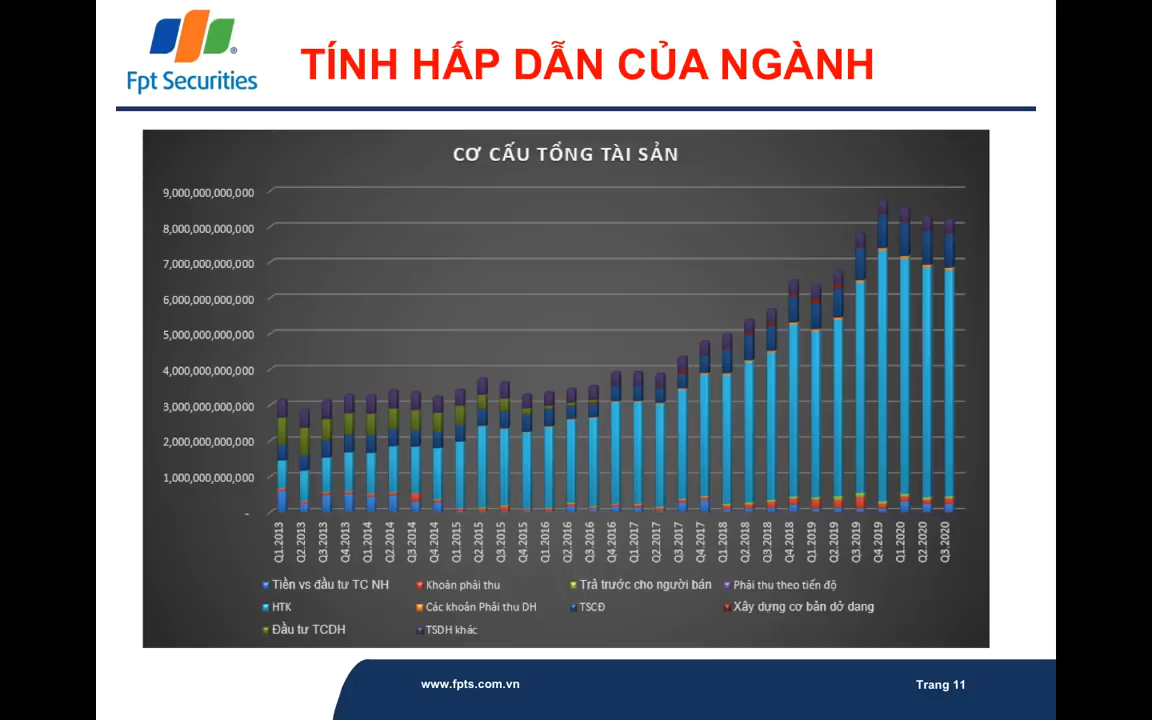 Fpt Securities
TÍNH HẤP DẪN CỦA NGÀNH
CƠ CẤU TỔNG TÀI SẢN
9,000,000,000,000
8,000,000,000,000
7,000,000,000,000
6,000,000,000,000
5,000,000,000,000
4,000,000,000,000
3,000,000,000,000
2,000,000,000,000
1,000,000,000,000
-
Q1.2013 Q2.2013 Q3.2013 Q4.2013 Q1.2014 Q2.2014 Q3.2014 Q4.2014 Q1.2015 Q2.2015 Q3.2015 Q4.2015 Q1.2016 Q2.2016 Q3.2016 Q4.2016 Q1.2017 Q2.2017 Q3.2017 Q4.2017 Q1.2018 Q2.2018 Q3.2018 Q4.2018 Q1.2019 Q2.2019 Q3.2019 Q4.2019 Q1.2020 Q2.2020 Q3.2020
Tiền vs đầu tư TC NH Khoản phải thu Trả trước cho người bán Phải thu theo tiến độ
HTK Các khoản Phải thu DH TSCĐ Xây dựng cơ bản dở dang
Đầu tư TCDH TSDH khác
www.fpts.com.vn Trang 11